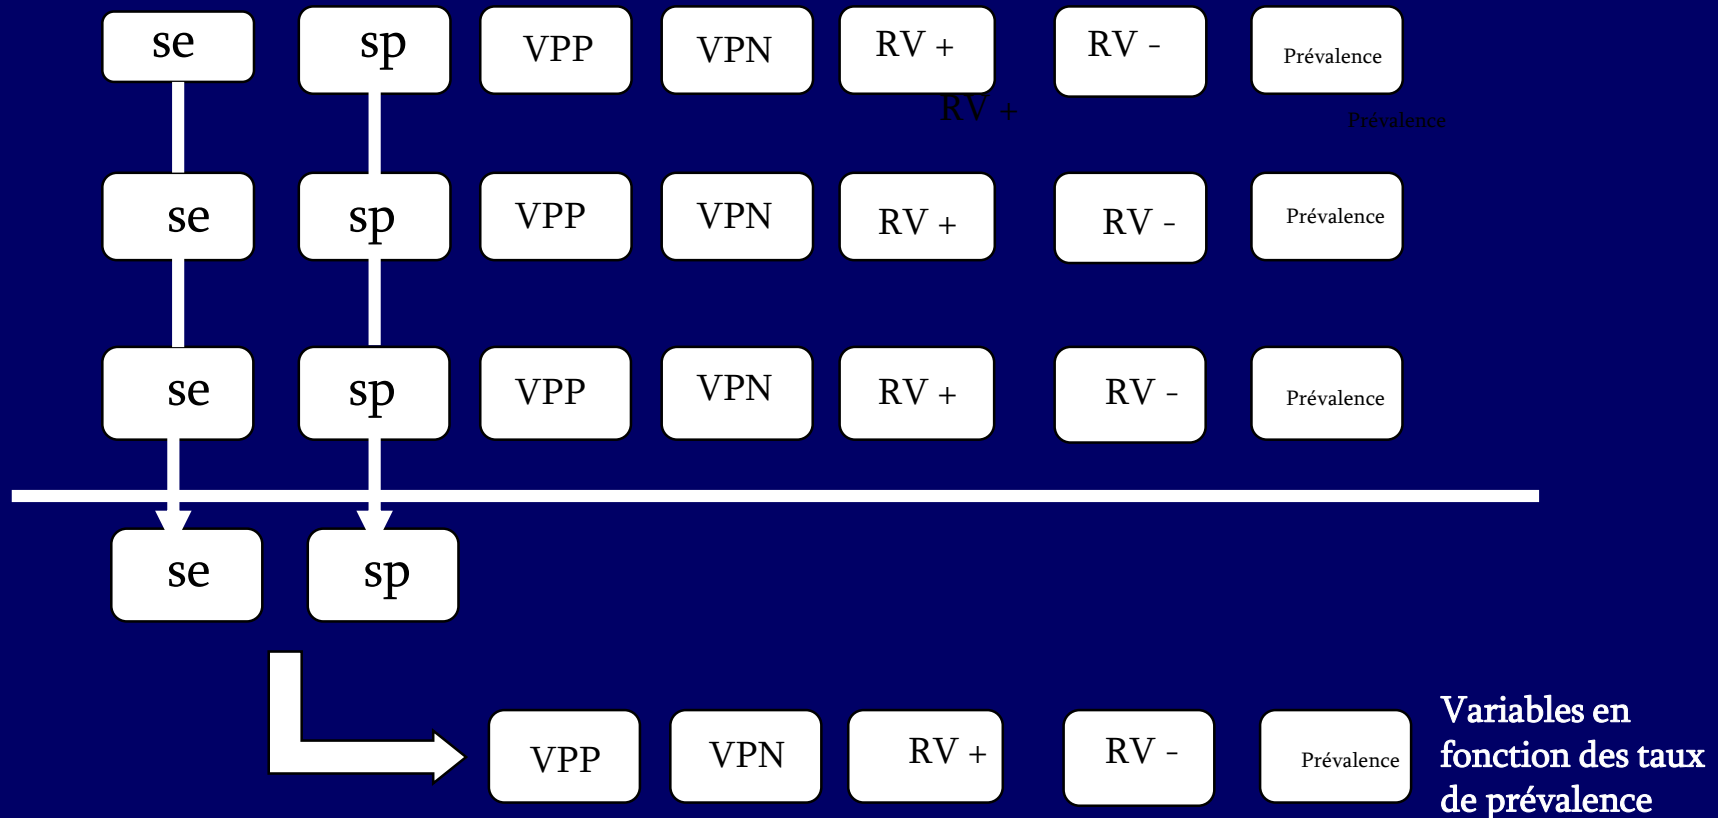 se sp VPP VPN RV + RV - Prévalence
RV + Prévalence
se sp VPP VPN RV + RV - Prévalence
se sp VPP VPN RV + RV - Prévalence
se sp
VPP VPN RV + RV - Prévalence
Variables en
fonction des taux
de prévalence